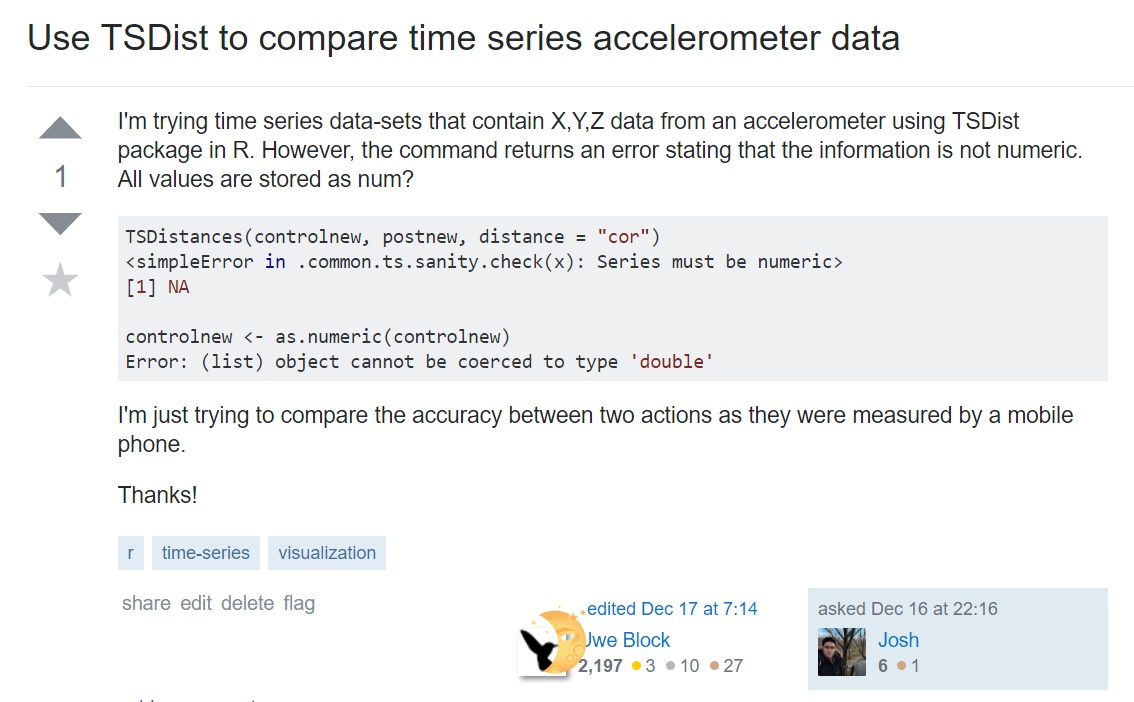 Use TSDist to compare time series accelerometer data
I'm trying time series data-sets that contain X,Y,Z data from an accelerometer using TSDist
package in R. However, the command returns an error stating that the information is not numeric.
1
All values are stored as num?
TSDistances(controlnew, postnew, distance = "cor")
<simpleError in .common.ts.sanity.check(x): Series must be numeric>
[1] NA
controlnew <- as.numeric(controlnew)
Error: (list) object cannot be coerced to type 'double'
I'm just trying to compare the accuracy between two actions as they were measured by a mobile
phone.
Thanks!
r time-series visualization
share edit delete flag
edited Dec 17 at 7:14
Uwe Block
2,197 3 10 27
asked Dec 16 at 22:16
Josh
6 1